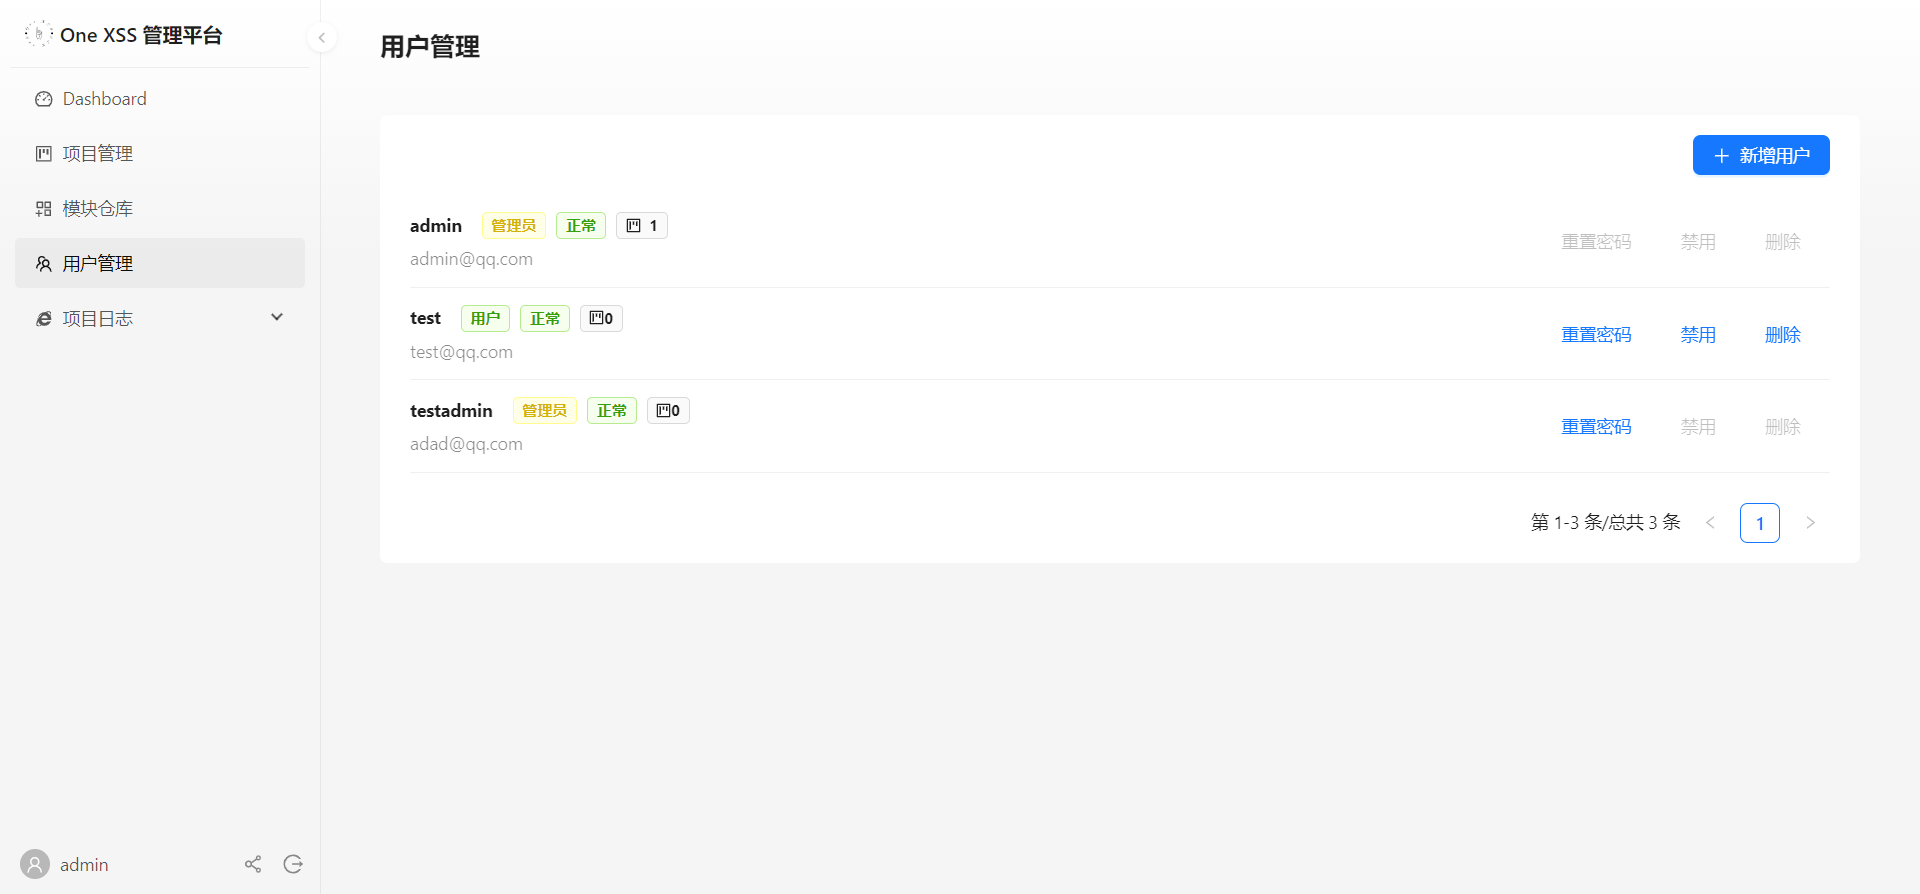 One XSS 管理平台
Dashboard
项目管理
模块仓库
用户管理
项目日志
admin
用户管理
新增用户
admin 管理员 正常 1
admin@qq.com
重置密码 禁用 删除
test 用户 正常 0
test@qq.com
重置密码 禁用 删除
testadmin 管理员 正常 0
adad@qq.com
重置密码 禁用 删除
第 1-3 条/总共 3 条 < 1 >